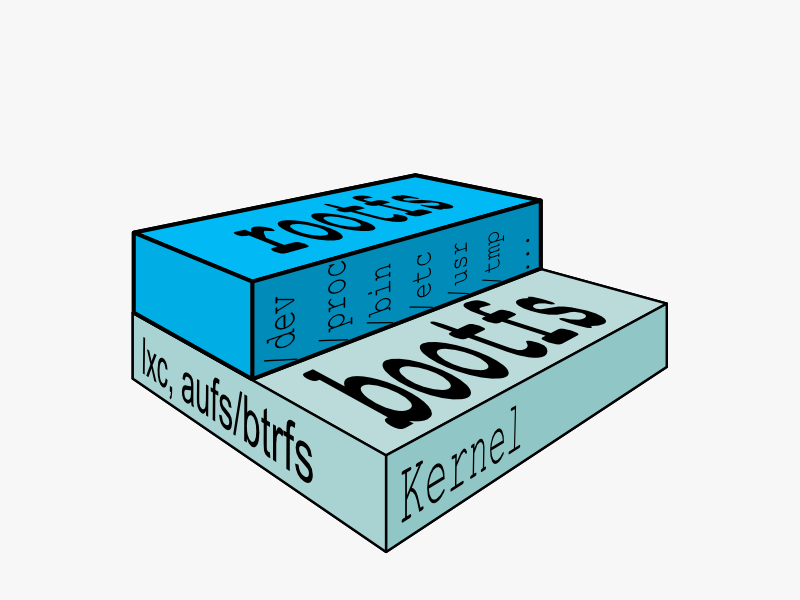 rootfs
/dev
/proc
/bin
/etc
/usr
/tmp
...
bootfs
lxc, aufs/btrfs
Kernel